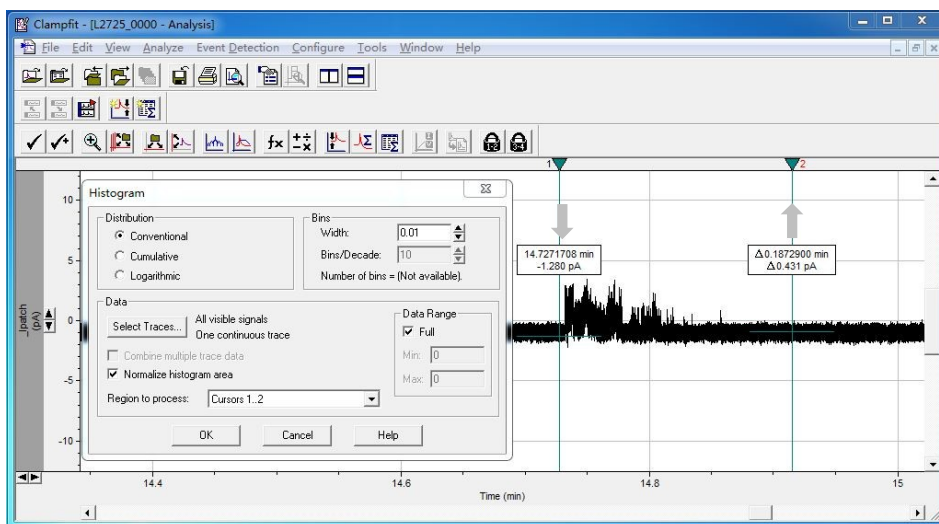 Clampfit - [L2725_0000 - Analysis]
File Edit View Analyze Event Detection Configure Tools Window Help
1 2
Histogram
Distribution
Conventional
Cumulative
Logarithmic
Bins
Width: 0.01
Bins/Decade: 10
Number of bins = (Not available).
Data
Select Traces...
All visible signals
One continuous trace
Combine multiple trace data
Normalize histogram area
Region to process: Cursors 1..2
Data Range
Full
Min: 0
Max: 0
OK Cancel Help
14.7271708 min
-1.280 pA
Δ0.1872900 min
Δ0.431 pA
10
5
0
-5
-10
(pA)
14.4 14.6 14.8 15
Time (min)